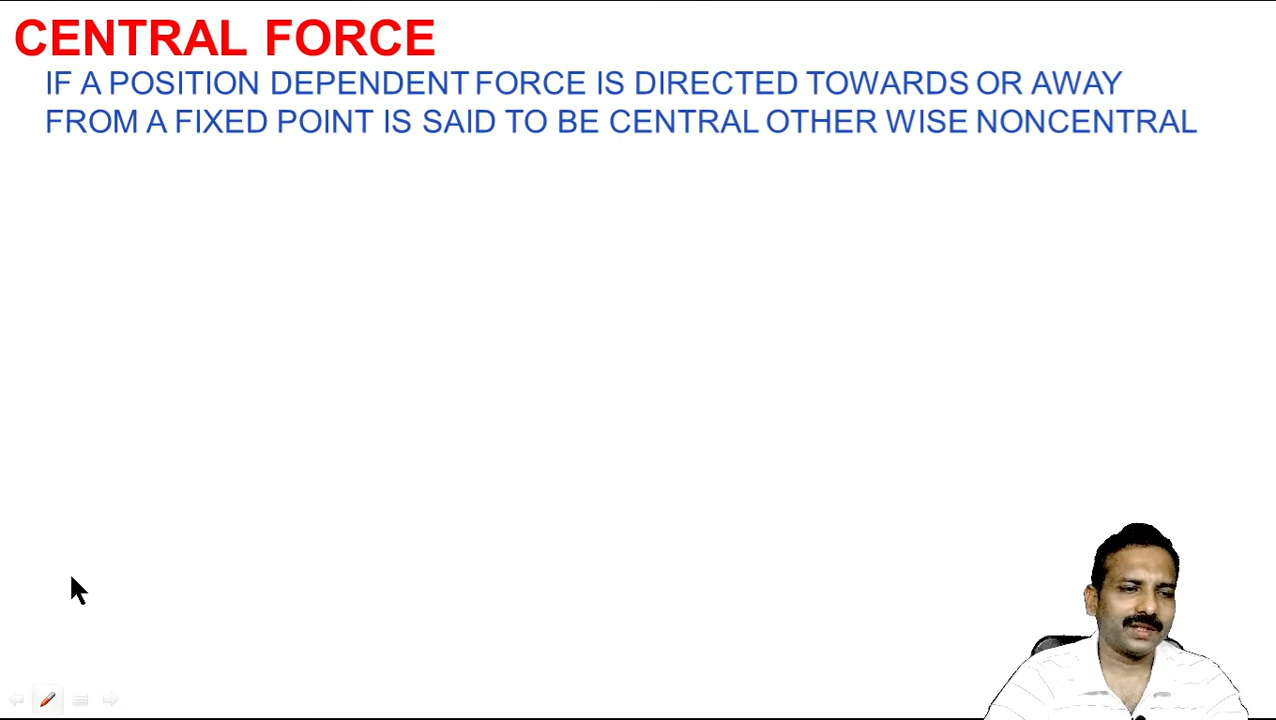 CENTRAL FORCE
IF A POSITION DEPENDENT FORCE IS DIRECTED TOWARDS OR AWAY
FROM A FIXED POINT IS SAID TO BE CENTRAL OTHER WISE NONCENTRAL